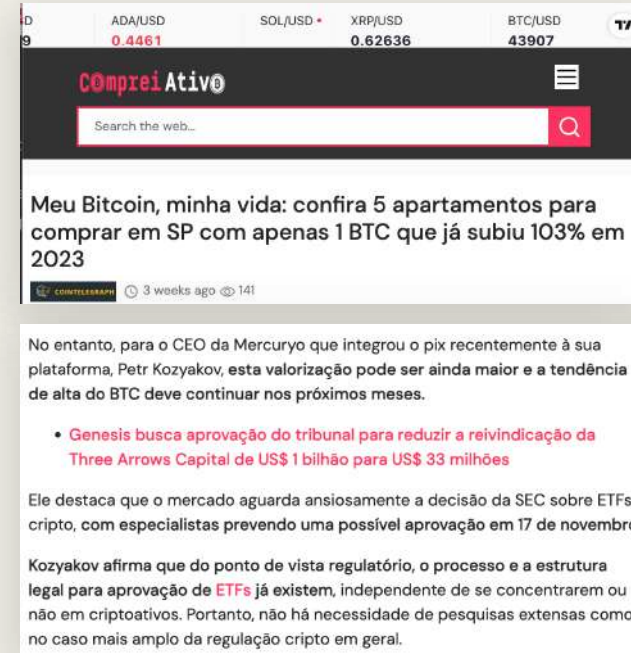 ADA/USD SOL/USD XRP/USD BTC/USD
9 0.4461 0.62636 43907
COmprei Ativo
Search the web...
Meu Bitcoin, minha vida: confira 5 apartamentos para
comprar em SP com apenas 1 BTC que já subiu 103% em
2023
COINTELEGRAPH 3 weeks ago 141
No entanto, para o CEO da Mercuryo que integrou o pix recentemente à sua
plataforma, Petr Kozyakov, esta valorização pode ser ainda maior e a tendência
de alta do BTC deve continuar nos próximos meses.
• Genesis busca aprovação do tribunal para reduzir a reivindicação da
Three Arrows Capital de US$ 1 bilhão para US$ 33 milhões
Ele destaca que o mercado aguarda ansiosamente a decisão da SEC sobre ETFs
cripto, com especialistas prevendo uma possível aprovação em 17 de novembro
Kozyakov afirma que do ponto de vista regulatório, o processo e a estrutura
legal para aprovação de ETFs já existem, independente de se concentrarem ou
não em criptoativos. Portanto, não há necessidade de pesquisas extensas como
no caso mais amplo da regulação cripto em geral.